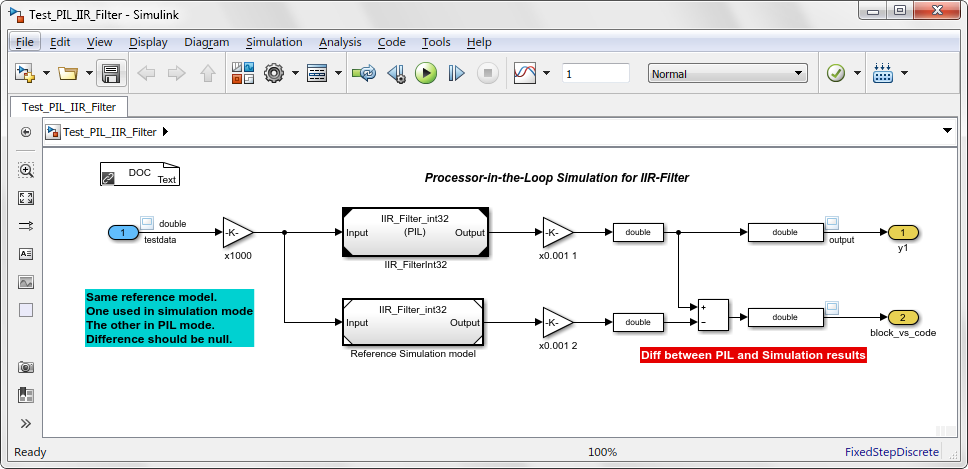 Test_PIL_IIR_Filter - Simulink
File Edit View Display Diagram Simulation Analysis Code Tools Help
1 Normal
Test_PIL_IIR_Filter
Test_PIL_IIR_Filter
DOC
Text
Processor-in-the-Loop Simulation for IIR-Filter
1
double
testdata
-K-
x1000
IIR_Filter_int32
(PIL)
Input Output
IIR_FilterInt32
-K-
x0.001 1
double
double
output
1
y1
Same reference model.
One used in simulation mode
The other in PIL mode.
Difference should be null.
IIR_Filter_int32
Input Output
Reference Simulation model
-K-
x0.001 2
double
+
−
double
2
block_vs_code
Diff between PIL and Simulation results
Ready 100% FixedStepDiscrete